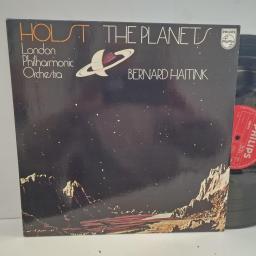 HOLST THE PLANETS
London
Philharmonic
Orchestra
BERNARD HAITINK
PHILIPS
PHILIPS